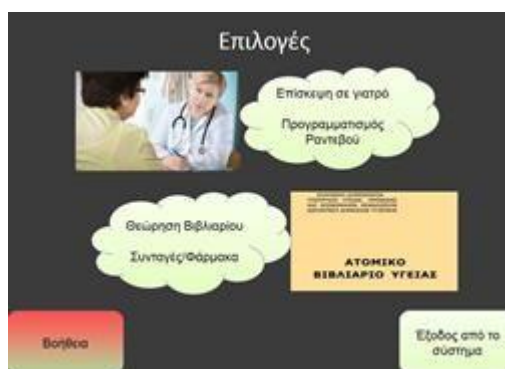 Επιλογές
Επίσκεψη σε γιατρό
Προγραμματισμός
Ραντεβού
Θεώρηση Βιβλιαρίου
Συνταγές/Φάρμακα
ΑΤΟΜΙΚΟ
ΒΙΒΛΙΑΡΙΟ ΥΓΕΙΑΣ
Βοήθεια
Έξοδος από το
σύστημα